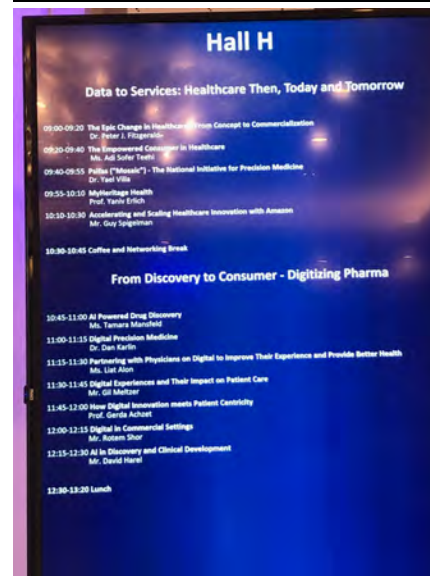 Hall H
Data to Services: Healthcare Then, Today and Tomorrow
09:00-09:20 The Epic Change in Healthcare: From Concept to Commercialization
Dr. Peter J. Fitzgerald
09:20-09:40 The Empowered Consumer in Healthcare
Ms. Adi Sofer Teeni
09:40-09:55 Psifas ("Mosaic") - The National Initiative for Precision Medicine
Dr. Yael Villa
09:55-10:10 MyHeritage Health
Prof. Yaniv Erlich
10:10-10:30 Accelerating and Scaling Healthcare Innovation with Amazon
Mr. Guy Spigelman
10:30-10:45 Coffee and Networking Break
From Discovery to Consumer - Digitizing Pharma
10:45-11:00 AI Powered Drug Discovery
Ms. Tamara Mansfeld
11:00-11:15 Digital Precision Medicine
Dr. Dan Karlin
11:15-11:30 Partnering with Physicians on Digital to Improve Their Experience and Provide Better Health
Ms. Liat Alon
11:30-11:45 Digital Experiences and Their Impact on Patient Care
Mr. Gil Meltzer
11:45-12:00 How Digital Innovation meets Patient Centricity
Prof. Gerda Achzet
12:00-12:15 Digital in Commercial Settings
Mr. Rotem Shor
12:15-12:30 AI in Discovery and Clinical Development
Mr. David Harel
12:30-13:20 Lunch